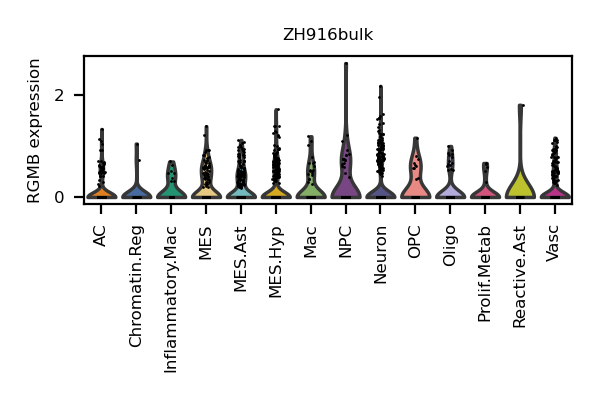 ZH916bulk
RGMB expression
2
0
AC
Chromatin.Reg
Inflammatory.Mac
MES
MES.Ast
MES.Hyp
Mac
NPC
Neuron
OPC
Oligo
Prolif.Metab
Reactive.Ast
Vasc